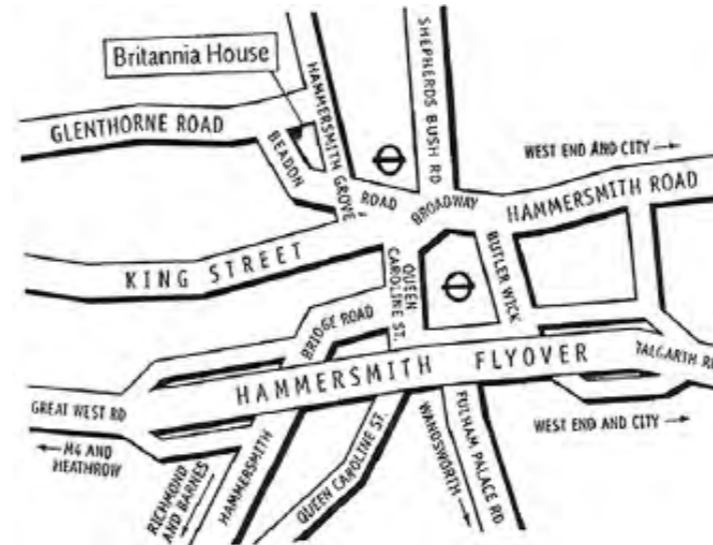 Britannia House
HAMMERSMITH GROVE
SHEPHERDS BUSH RD
GLENTHORNE ROAD
BEADON
ROAD
WEST END AND CITY →
BROADWAY
HAMMERSMITH ROAD
KING STREET
QUEEN
CAROLINE ST.
BUTLER WICK
BRIDGE ROAD
HAMMERSMITH FLYOVER
TALGARTH RD
GREAT WEST RD
← M4 AND
HEATHROW
RICHMOND
AND BARNES
HAMMERSMITH
QUEEN CAROLINE ST.
WANDSWORTH →
FULHAM PALACE RD
WEST END AND CITY →